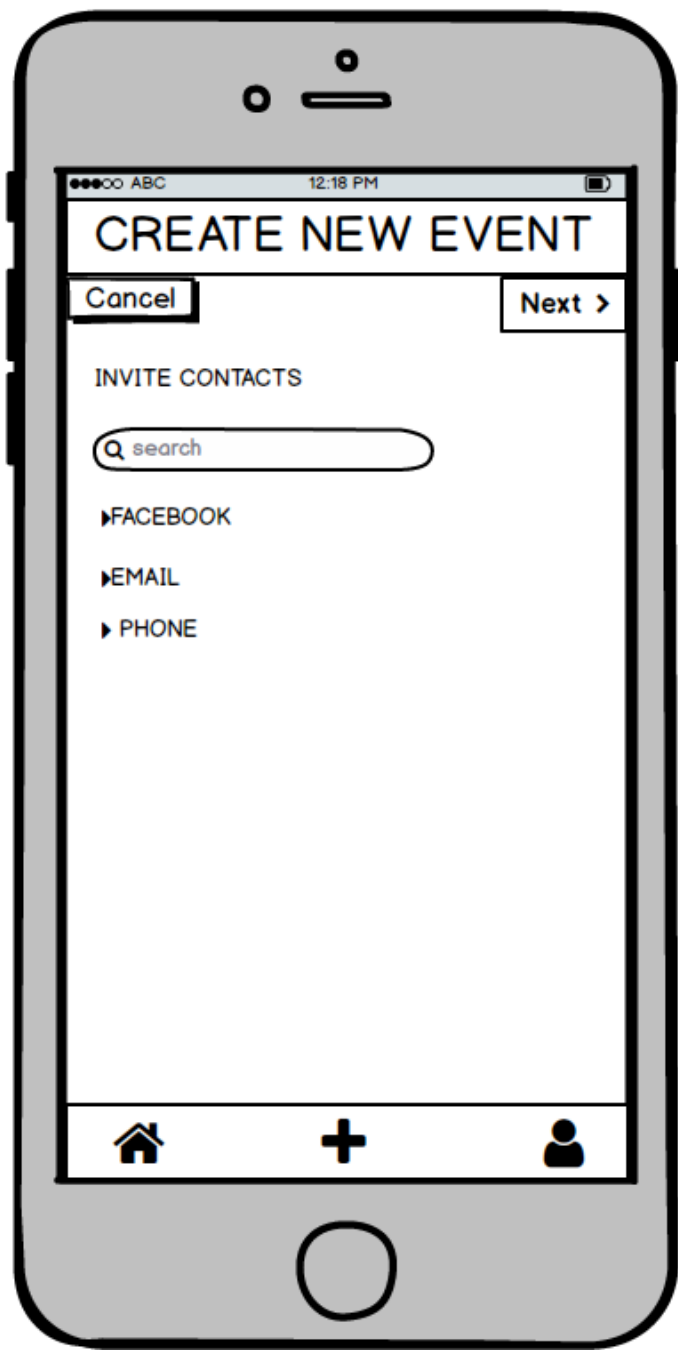 ABC 12:18 PM
CREATE NEW EVENT
Cancel Next >
INVITE CONTACTS
search
FACEBOOK
EMAIL
PHONE